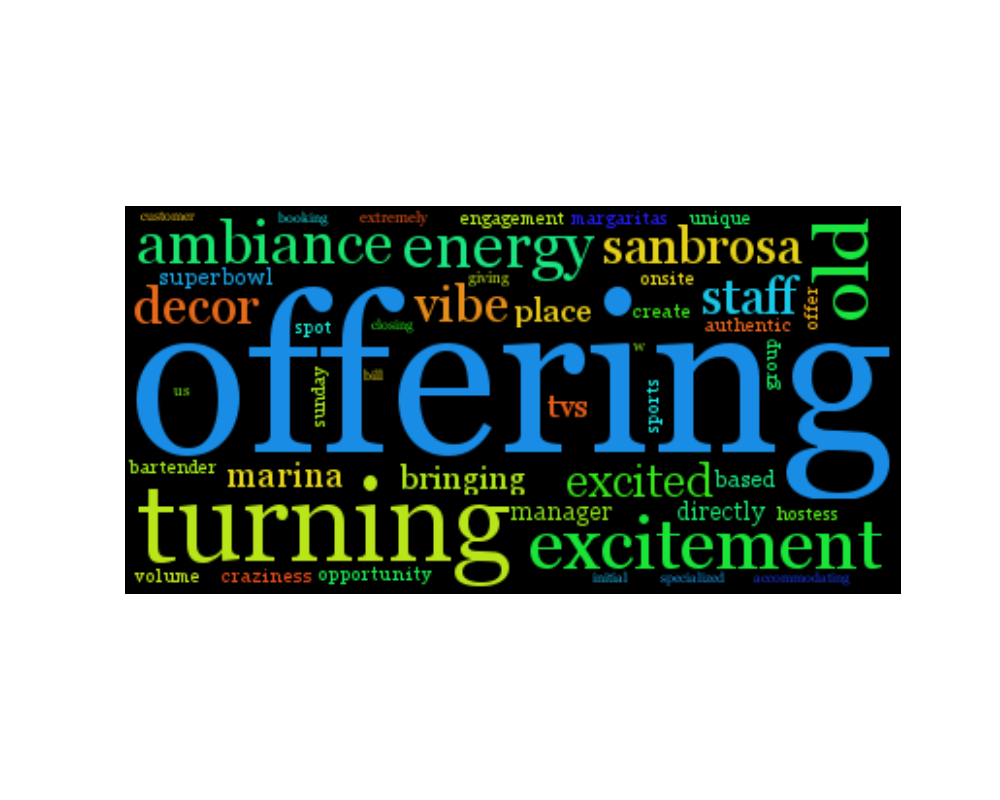 customer booking extremely engagement margaritas unique
ambiance energy sanbrosa old
superbowl giving onsite
decor vibe place staff offer
spot closing create authentic
offering
us sunday bill tvs w sports group
bartender marina bringing excited based
turning manager directly hostess
excitement
volume craziness opportunity initial specialized accommodating